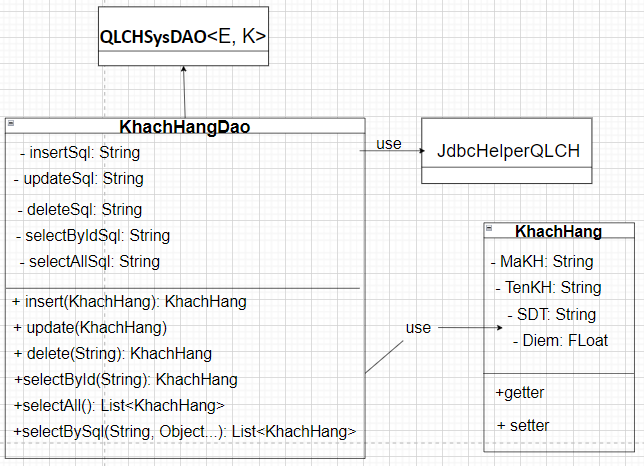 QLCHSysDAO<E, K>
KhachHangDao
- insertSql: String
- updateSql: String
- deleteSql: String
- selectByIdSql: String
- selectAllSql: String
+ insert(KhachHang): KhachHang
+ update(KhachHang)
+ delete(String): KhachHang
+selectById(String): KhachHang
+selectAll(): List<KhachHang>
+selectBySql(String, Object...): List<KhachHang>
use
JdbcHelperQLCH
use
KhachHang
- MaKH: String
- TenKH: String
- SDT: String
- Diem: FLoat
+getter
+ setter